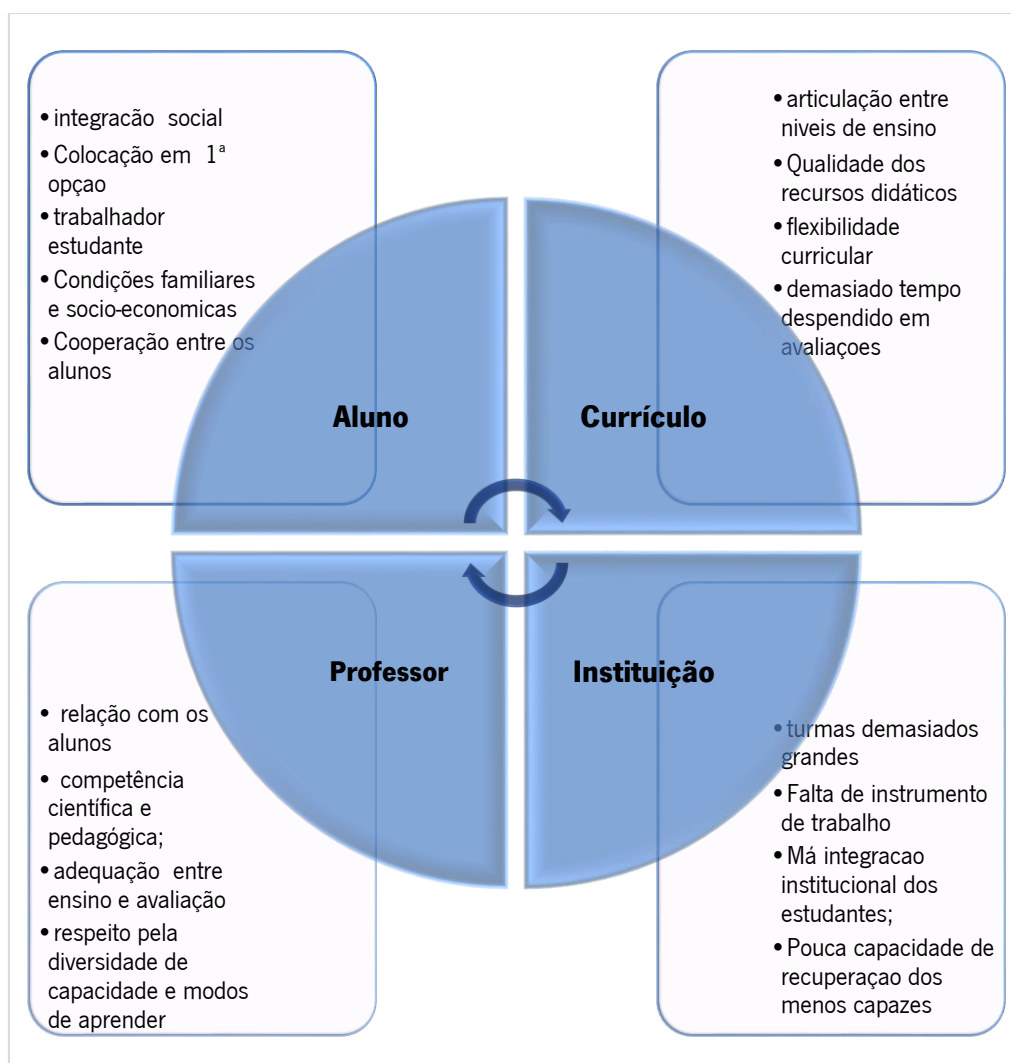 • integracão social
• Colocação em 1ª
opçao
• trabalhador
estudante
• Condições familiares
e socio-economicas
• Cooperação entre os
alunos
• articulação entre
niveis de ensino
• Qualidade dos
recursos didáticos
• flexibilidade
curricular
• demasiado tempo
despendido em
avaliaçoes
Aluno
Currículo
Professor
Instituição
• relação com os
alunos
• competência
científica e
pedagógica;
• adequação entre
ensino e avaliação
• respeito pela
diversidade de
capacidade e modos
de aprender
• turmas demasiados
grandes
• Falta de instrumento
de trabalho
• Má integracao
institucional dos
estudantes;
• Pouca capacidade de
recuperaçao dos
menos capazes